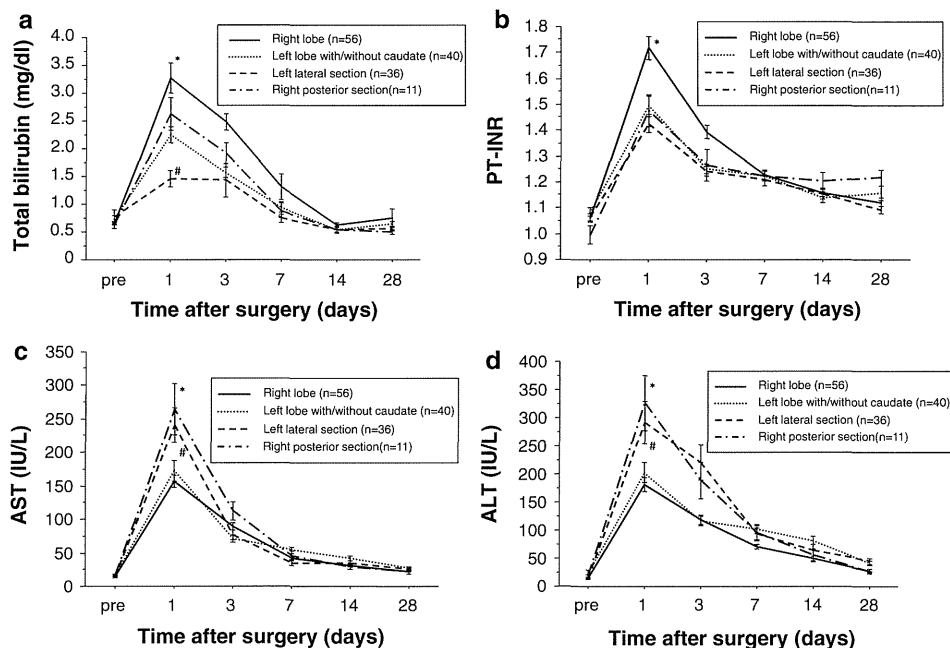 a
Total bilirubin (mg/dl)
4.0
3.5
3.0
2.5
2.0
1.5
1.0
0.5
0
*
#
Right lobe (n=56)
Left lobe with/without caudate (n=40)
Left lateral section (n=36)
Right posterior section(n=11)
pre 1 3 7 14 28
Time after surgery (days)
b
PT-INR
1.8
1.7
1.6
1.5
1.4
1.3
1.2
1.1
1.0
0.9
*
Right lobe (n=56)
Left lobe with/without caudate (n=40)
Left lateral section (n=36)
Right posterior section(n=11)
pre 1 3 7 14 28
Time after surgery (days)
c
AST (IU/L)
350
300
250
200
150
100
50
0
*
#
Right lobe (n=56)
Left lobe with/without caudate (n=40)
Left lateral section (n=36)
Right posterior section(n=11)
pre 1 3 7 14 28
Time after surgery (days)
d
ALT (IU/L)
400
350
300
250
200
150
100
50
0
*
#
Right lobe (n=56)
Left lobe with/without caudate (n=40)
Left lateral section (n=36)
Right posterior section(n=11)
pre 1 3 7 14 28
Time after surgery (days)